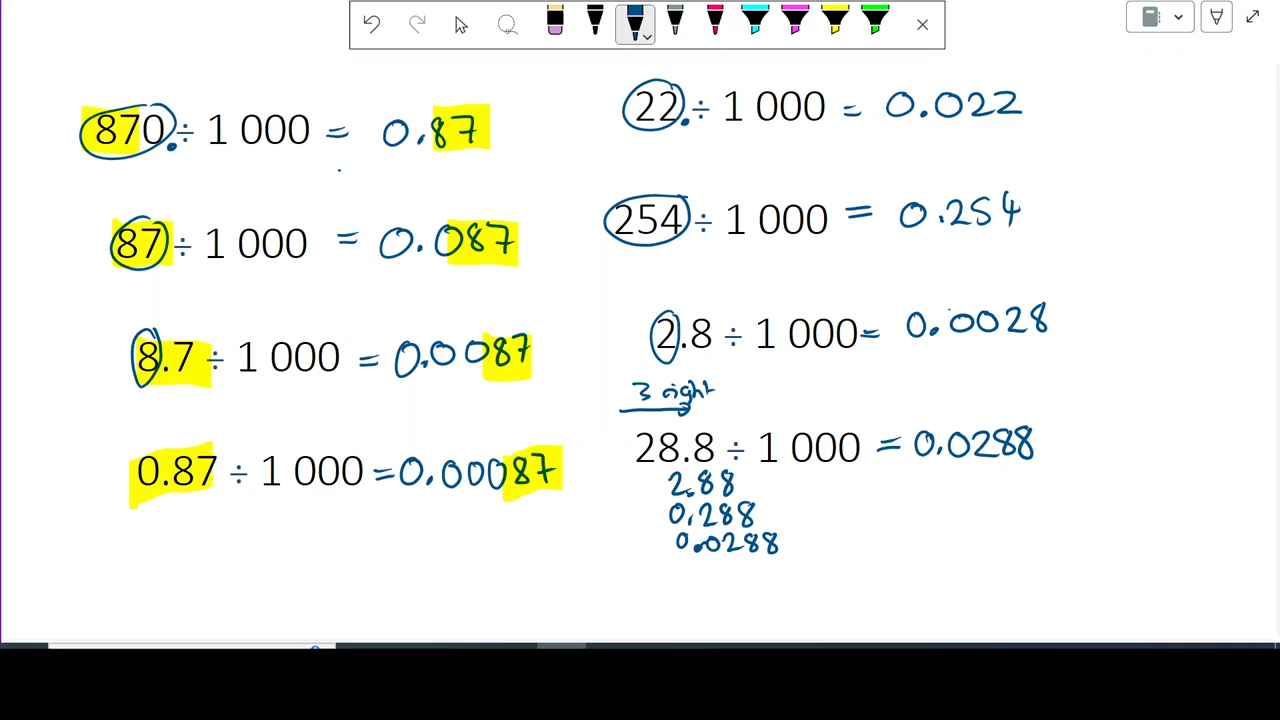 870 ÷ 1 000 = 0.87
87 ÷ 1 000 = 0.087
8.7 ÷ 1 000 = 0.0087
0.87 ÷ 1 000 = 0.00087
22. ÷ 1 000 = 0.022
254 ÷ 1 000 = 0.254
2.8 ÷ 1 000 = 0.0028
3 right
28.8 ÷ 1 000 = 0.0288
2.88
0.288
0.0288